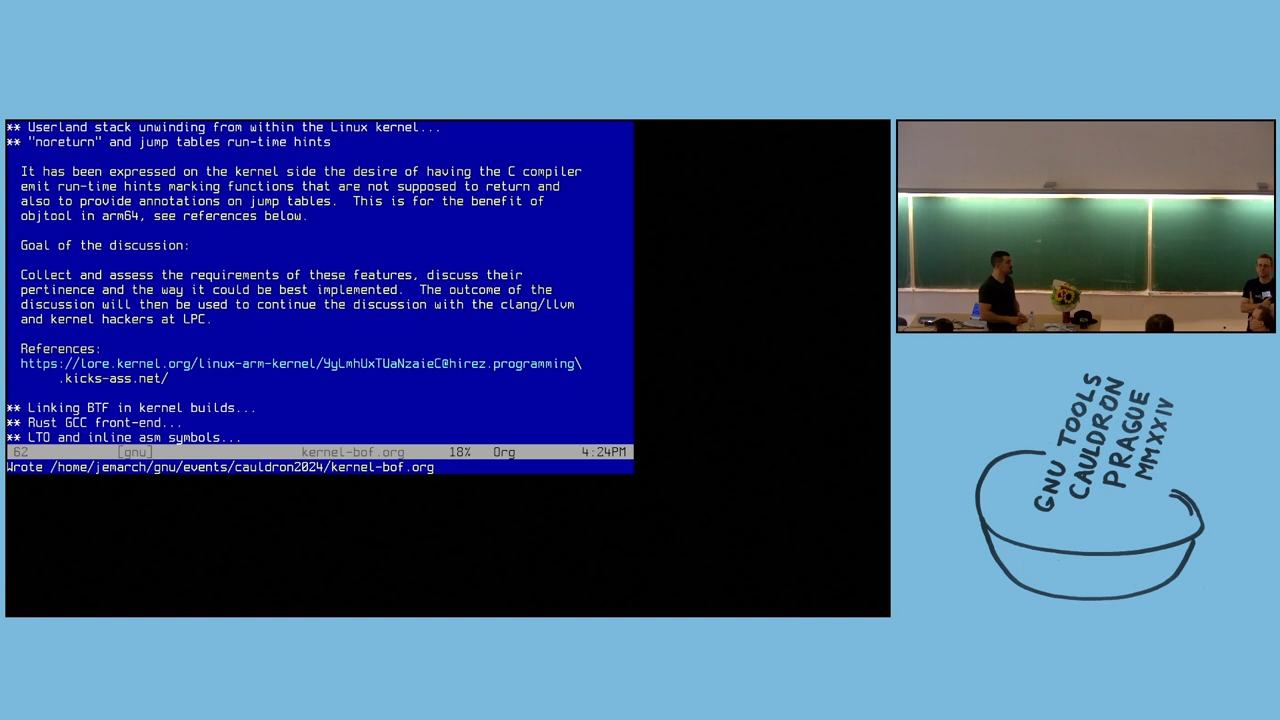 ** Userland stack unwinding from within the Linux kernel...
** "noreturn" and jump tables run-time hints
It has been expressed on the kernel side the desire of having the C compiler
emit run-time hints marking functions that are not supposed to return and
also to provide annotations on jump tables.  This is for the benefit of
objtool in arm64, see references below.
Goal of the discussion:
Collect and assess the requirements of these features, discuss their
pertinence and the way it could be best implemented.  The outcome of the
discussion will then be used to continue the discussion with the clang/llvm
and kernel hackers at LPC.
References:
https://lore.kernel.org/linux-arm-kernel/YyLmhUxTUaNzaieC@hirez.programming\
.kicks-ass.net/
** Linking BTF in kernel builds...
** Rust GCC front-end...
** LTO and inline asm symbols...
62 [gnu] kernel-bof.org 18% Org 4:24PM
Wrote /home/jemarch/gnu/events/cauldron2024/kernel-bof.org
GNU TOOLS
CAULDRON
PRAGUE
MMXXIV